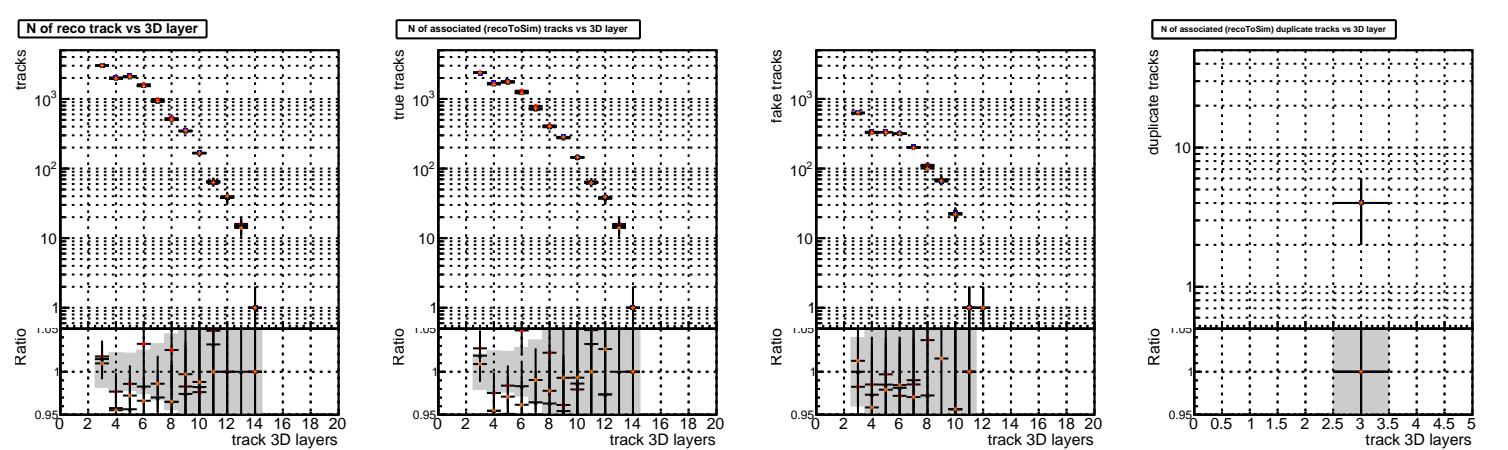 N of reco track vs 3D layer
tracks
10³
10²
10
1
Ratio
1.05
1
0.95
0 2 4 6 8 10 12 14 16 18 20
track 3D layers
N of associated (recoToSim) tracks vs 3D layer
true tracks
10³
10²
10
1
Ratio
1.05
1
0.95
0 2 4 6 8 10 12 14 16 18 20
track 3D layers
fake tracks
10³
10²
10
1
Ratio
1.05
1
0.95
0 2 4 6 8 10 12 14 16 18 20
track 3D layers
N of associated (recoToSim) duplicate tracks vs 3D layer
duplicate tracks
10
1
Ratio
1.05
1
0.95
0 0.5 1 1.5 2 2.5 3 3.5 4 4.5 5
track 3D layers